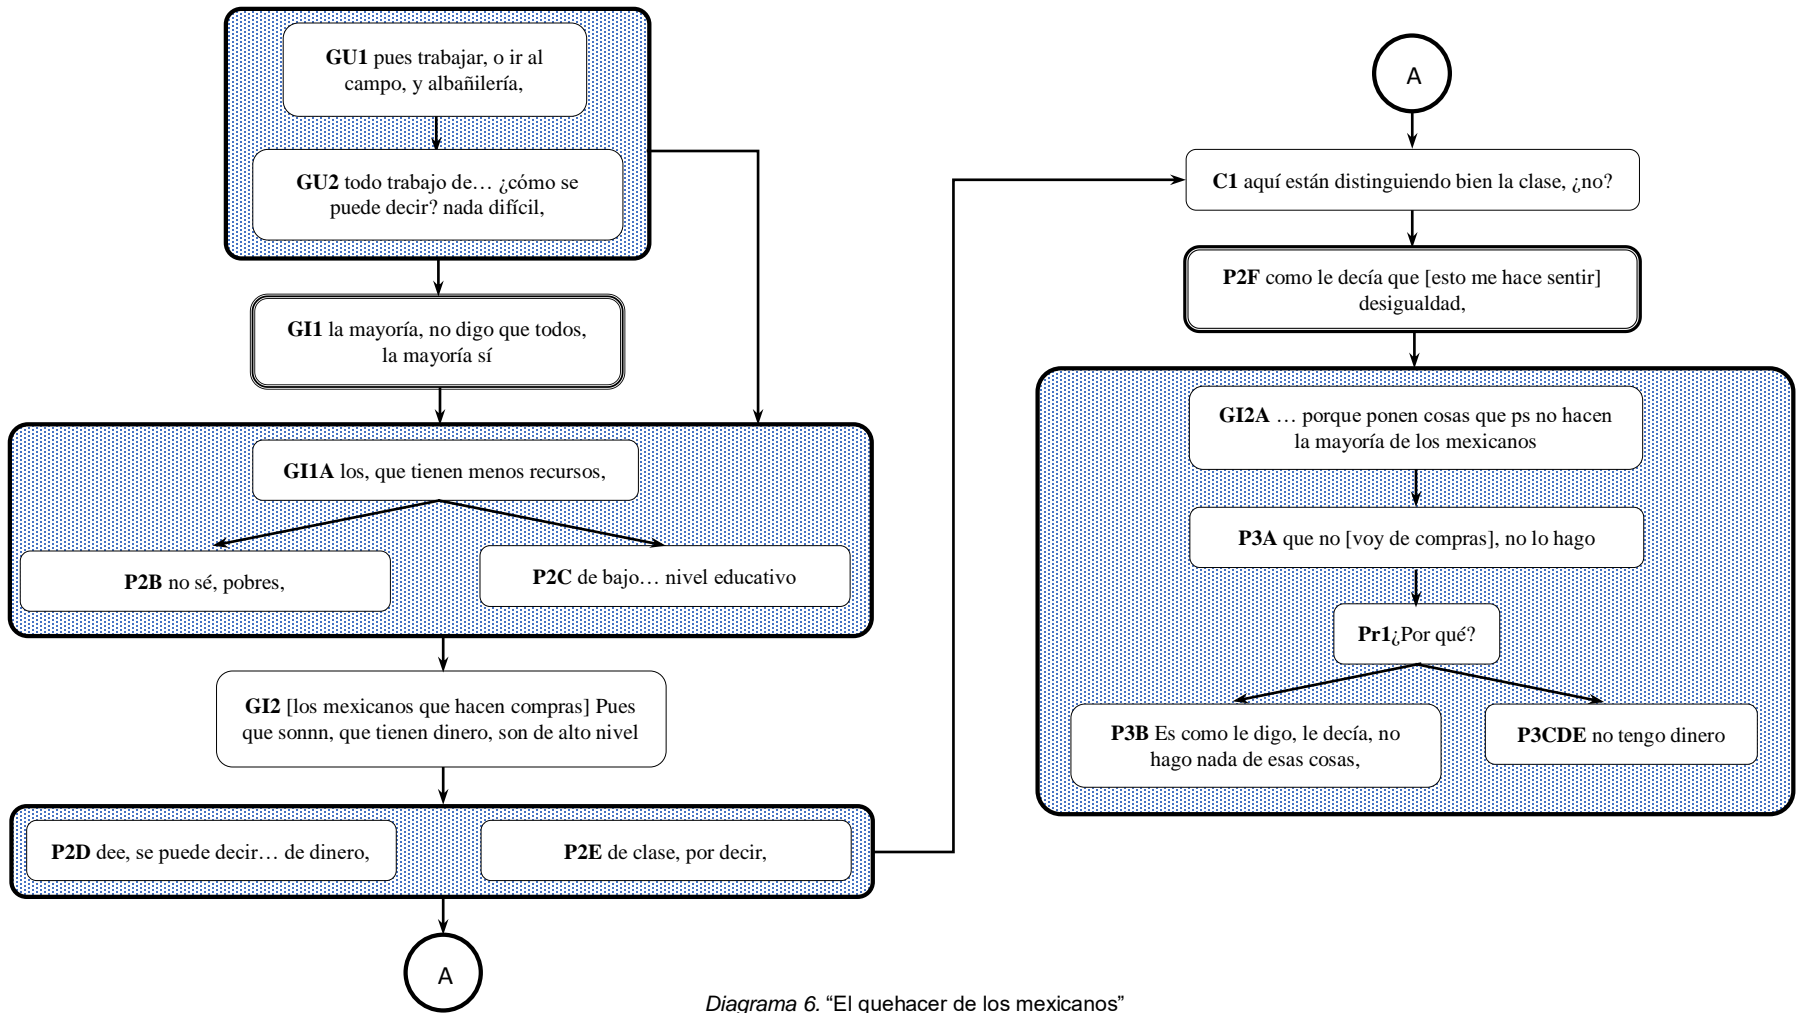 GU1 pues trabajar, o ir al
campo, y albañilería,
GU2 todo trabajo de… ¿cómo se
puede decir? nada difícil,
GI1 la mayoría, no digo que todos,
la mayoría sí
GI1A los, que tienen menos recursos,
P2B no sé, pobres,
P2C de bajo… nivel educativo
GI2 [los mexicanos que hacen compras] Pues
que sonnn, que tienen dinero, son de alto nivel
P2D dee, se puede decir… de dinero,
P2E de clase, por decir,
A
A
C1 aquí están distinguiendo bien la clase, ¿no?
P2F como le decía que [esto me hace sentir]
desigualdad,
GI2A … porque ponen cosas que ps no hacen
la mayoría de los mexicanos
P3A que no [voy de compras], no lo hago
Pr1¿Por qué?
P3B Es como le digo, le decía, no
hago nada de esas cosas,
P3CDE no tengo dinero
Diagrama 6. “El quehacer de los mexicanos”